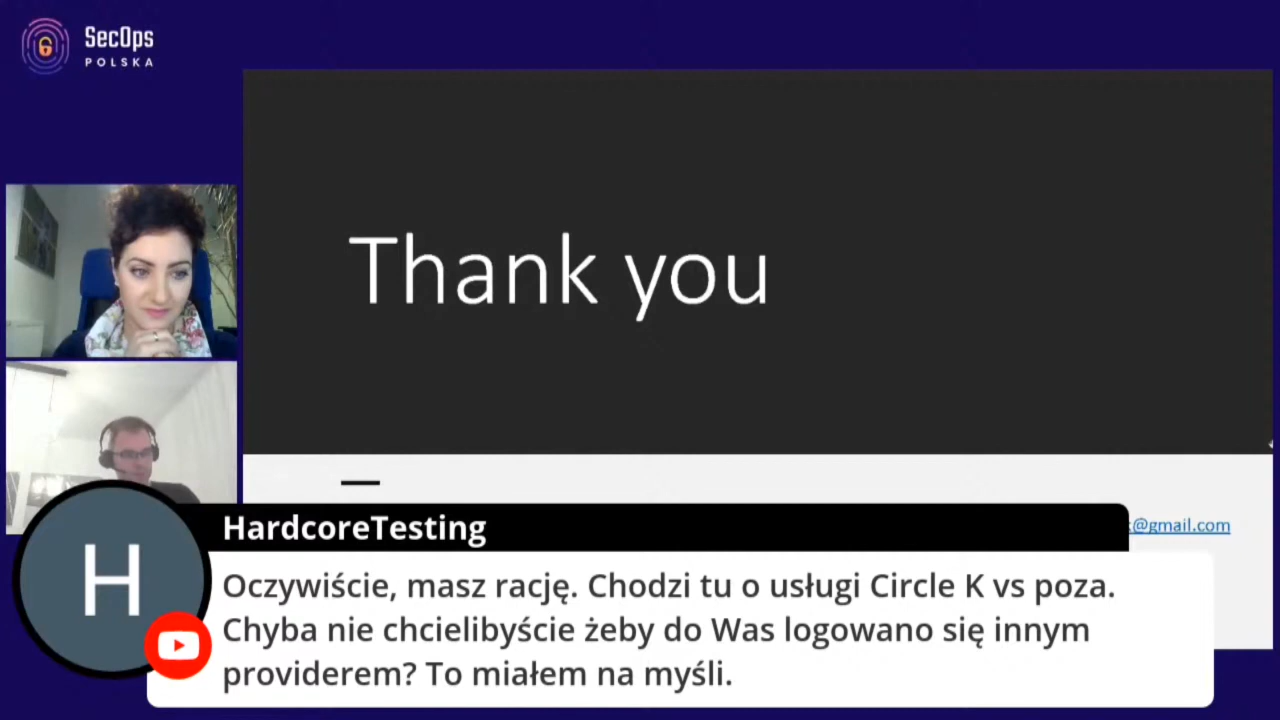 SecOps
POLSKA
Thank you
@gmail.com
H
HardcoreTesting
Oczywiście, masz rację. Chodzi tu o usługi Circle K vs poza.
Chyba nie chcielibyście żeby do Was logowano się innym
providerem? To miałem na myśli.